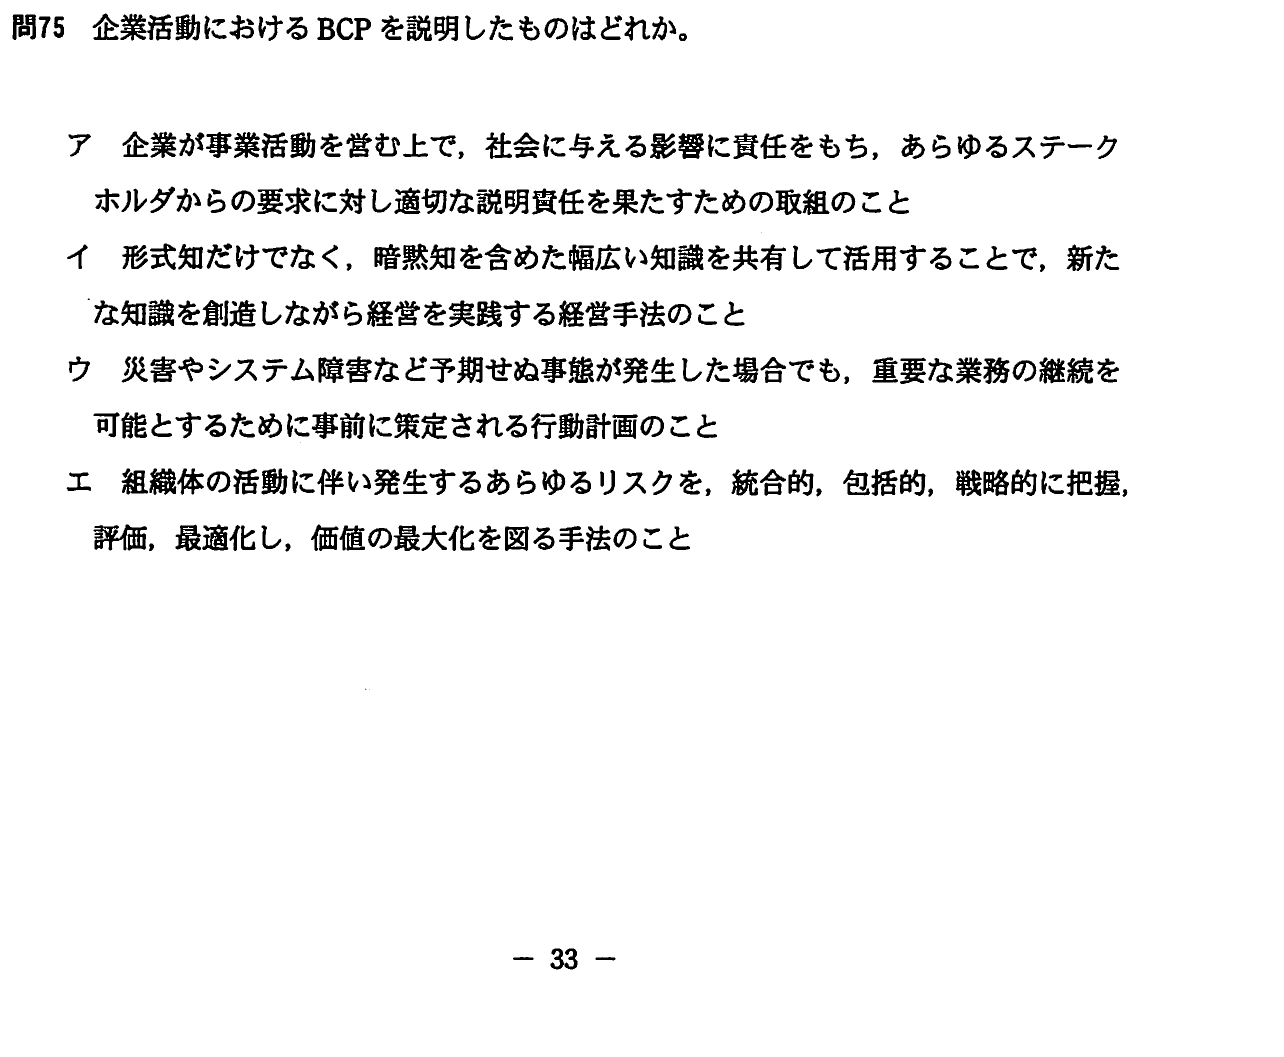 問75 企業活動における BCP を説明したものはどれか。
ア 企業が事業活動を営む上で，社会に与える影響に責任をもち，あらゆるステーク
ホルダからの要求に対し適切な説明責任を果たすための取組のこと
イ 形式知だけでなく，暗黙知を含めた幅広い知識を共有して活用することで，新た
な知識を創造しながら経営を実践する経営手法のこと
ウ 災害やシステム障害など予期せぬ事態が発生した場合でも，重要な業務の継続を
可能とするために事前に策定される行動計画のこと
エ 組織体の活動に伴い発生するあらゆるリスクを，統合的，包括的，戦略的に把握，
評価，最適化し，価値の最大化を図る手法のこと
— 33 —